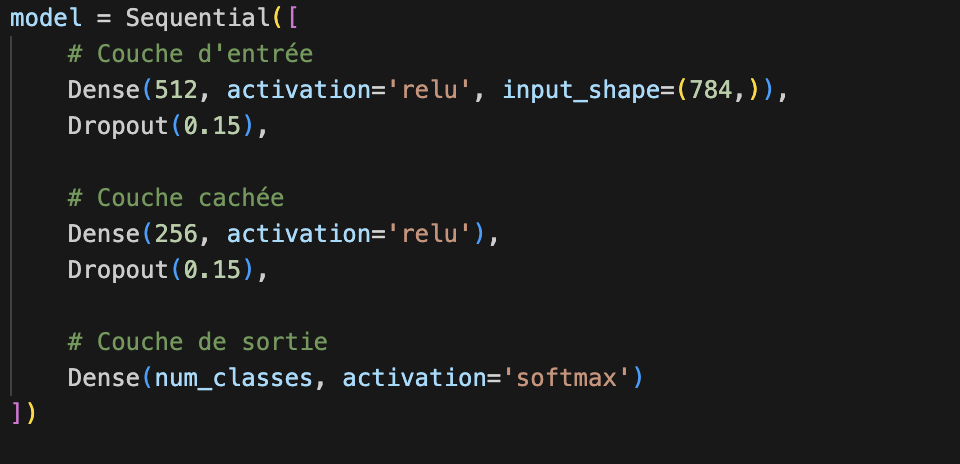 model = Sequential([
    # Couche d'entrée
    Dense(512, activation='relu', input_shape=(784,)),
    Dropout(0.15),

    # Couche cachée
    Dense(256, activation='relu'),
    Dropout(0.15),

    # Couche de sortie
    Dense(num_classes, activation='softmax')
])